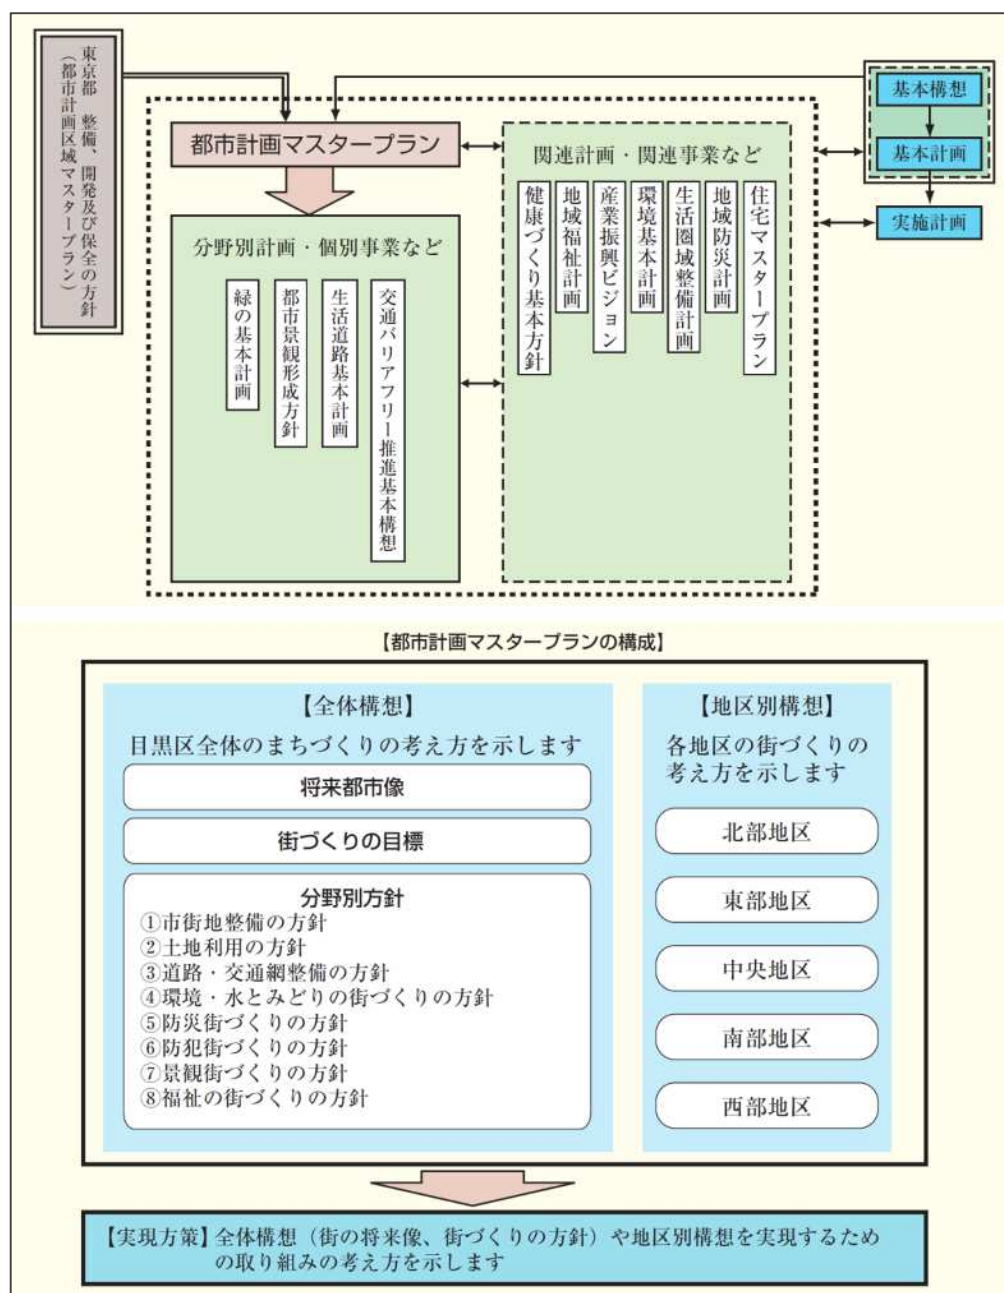 東京都 整備、開発及び保全の方針
（都市計画区域マスタープラン）
都市計画マスタープラン
分野別計画・個別事業など
緑の基本計画
都市景観形成方針
生活道路基本計画
交通バリアフリー推進基本構想
関連計画・関連事業など
健康づくり基本方針
地域福祉計画
産業振興ビジョン
環境基本計画
生活圏域整備計画
地域防災計画
住宅マスタープラン
基本構想
基本計画
実施計画
【都市計画マスタープランの構成】
【全体構想】
目黒区全体のまちづくりの考え方を示します
将来都市像
街づくりの目標
分野別方針
①市街地整備の方針
②土地利用の方針
③道路・交通網整備の方針
④環境・水とみどりの街づくりの方針
⑤防災街づくりの方針
⑥防犯街づくりの方針
⑦景観街づくりの方針
⑧福祉の街づくりの方針
【地区別構想】
各地区の街づくりの
考え方を示します
北部地区
東部地区
中央地区
南部地区
西部地区
【実現方策】全体構想（街の将来像、街づくりの方針）や地区別構想を実現するため
の取り組みの考え方を示します